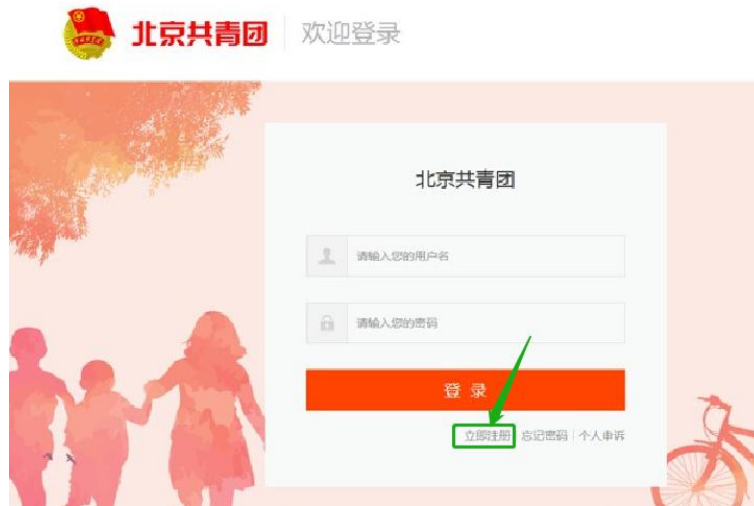 北京共青团 欢迎登录
北京共青团
请输入您的用户名
请输入您的密码
登 录
立即注册 忘记密码 | 个人申诉